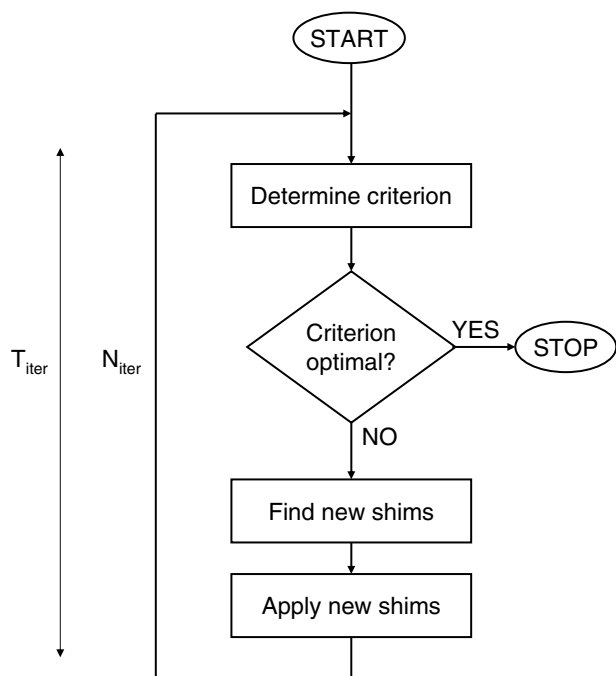 START
Determine criterion
Criterion
optimal?
YES
STOP
NO
Find new shims
Apply new shims
T_iter
N_iter